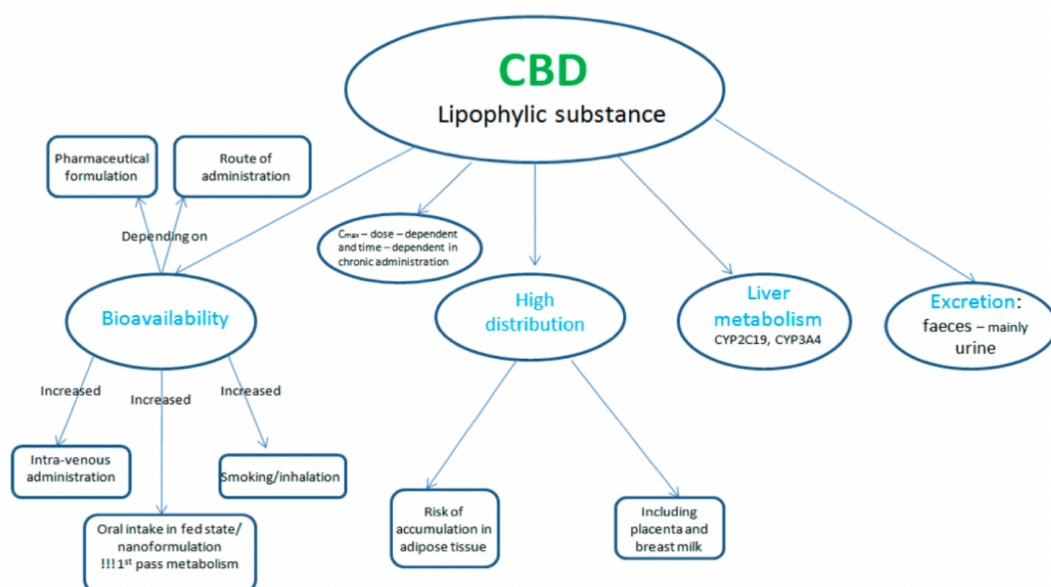 CBD
Lipophylic substance
Pharmaceutical
formulation
Route of
administration
Depending on
Cmax – dose – dependent
and time – dependent in
chronic administration
Bioavailability
High
distribution
Liver
metabolism
CYP2C19, CYP3A4
Excretion:
faeces – mainly
urine
Increased
Increased
Increased
Intra-venous
administration
Smoking/inhalation
Oral intake in fed state/
nanoformulation
!!! 1st pass metabolism
Risk of
accumulation in
adipose tissue
Including
placenta and
breast milk